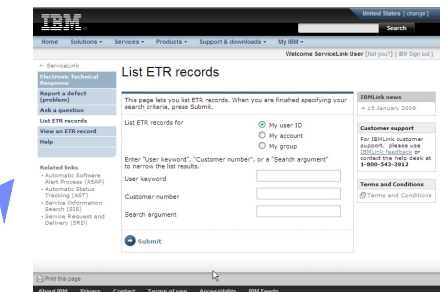 United States [ change ]
IBM®
Search
Home Solutions Services Products Support & downloads My IBM
Welcome ServiceLink User [Not you?] [ IBM Sign out ]
← ServiceLink
Electronic Technical Response
Report a defect (problem)
Ask a question
List ETR records
View an ETR record
Help
Related links
• Automatic Software Alert Process (ASAP)
• Automatic Status Tracking (AST)
• Service Information Search (SIS)
• Service Request and Delivery (SRD)
List ETR records
This page lets you list ETR records. When you are finished specifying your
search criteria, press Submit.
List ETR records for
My user ID
My account
My group
Enter "User keyword", "Customer number", or a "Search argument"
to narrow the list results.
User keyword
Customer number
Search argument
Submit
IBMLink news
→ 15 January 2009
Customer support
For IBMLink customer
support, please use
IBMLink feedback or
contact the help desk at
1-800-543-3912
Terms and Conditions
Terms and Conditions
Print this page
About IBM Privacy Contact Terms of use Accessibility IBM Feeds